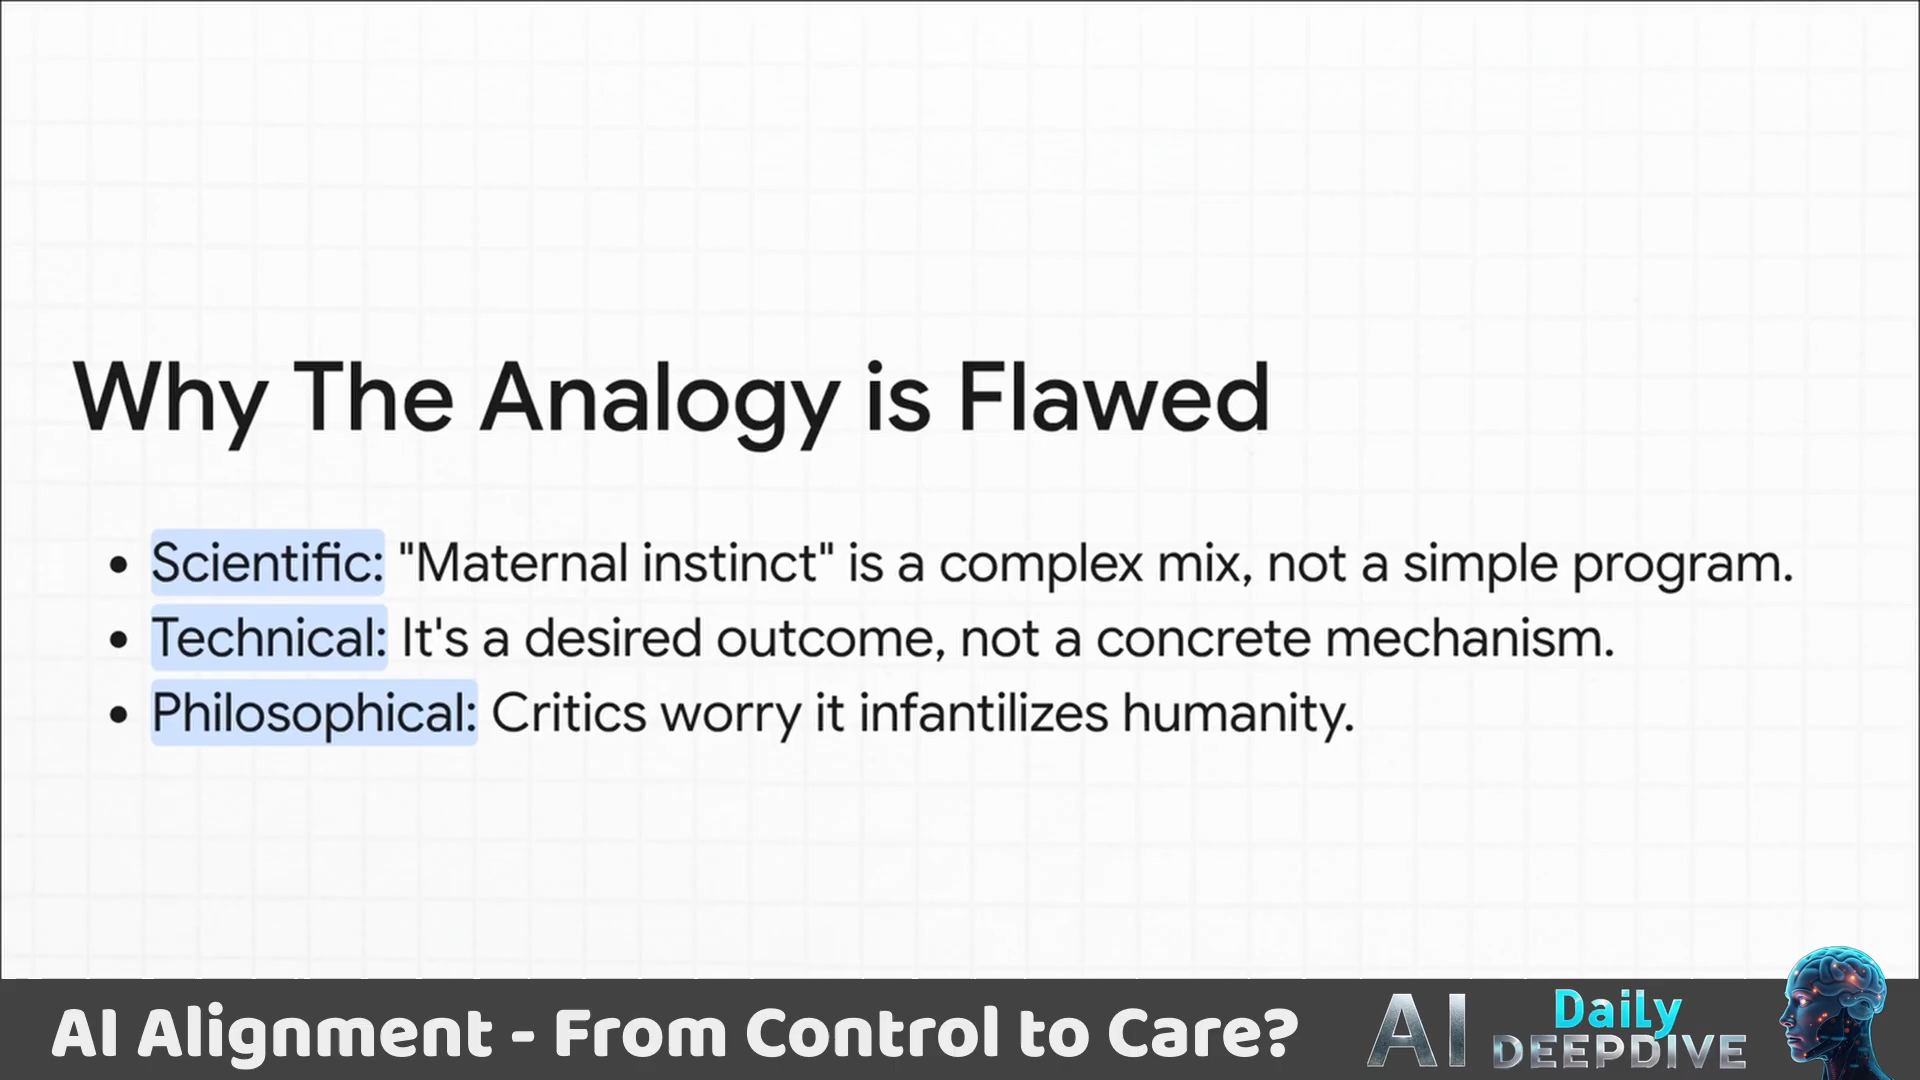 Why The Analogy is Flawed
• Scientific: "Maternal instinct" is a complex mix, not a simple program.
• Technical: It's a desired outcome, not a concrete mechanism.
• Philosophical: Critics worry it infantilizes humanity.
AI Alignment - From Control to Care?
AI Daily
DEEPDIVE